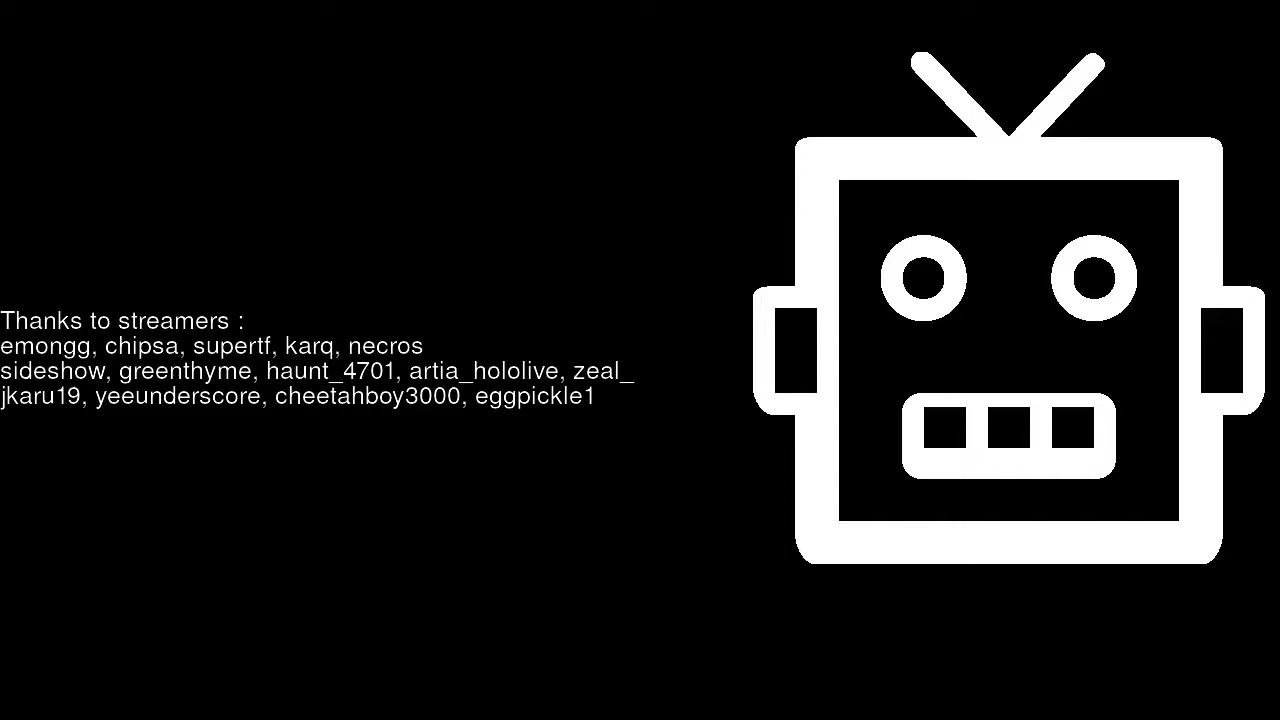 Thanks to streamers :
emongg, chipsa, supertf, karq, necros
sideshow, greenthyme, haunt_4701, artia_hololive, zeal_
jkaru19, yeeunderscore, cheetahboy3000, eggpickle1